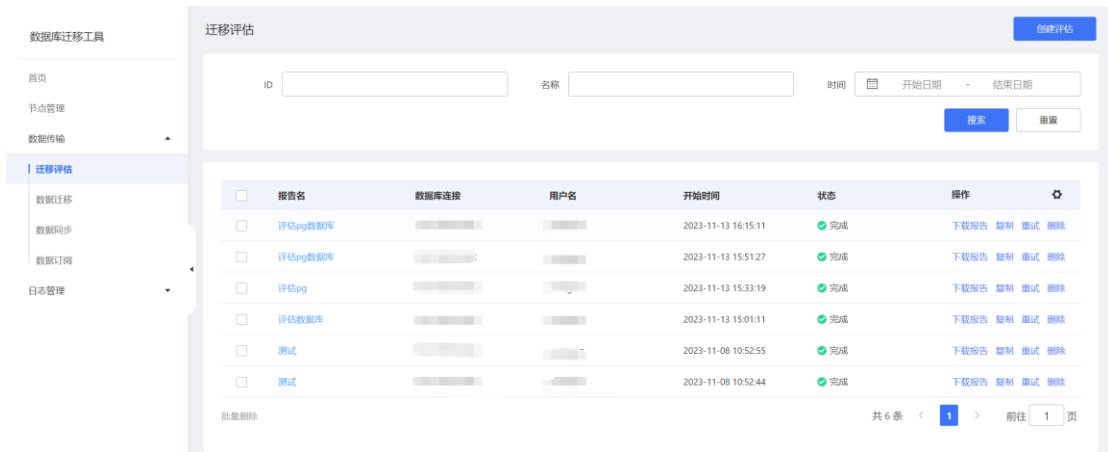 数据库迁移工具
首页
节点管理
数据传输
迁移评估
数据迁移
数据同步
数据订阅
日志管理
迁移评估
创建评估
ID 名称 时间 开始日期 - 结束日期
搜索 重置
报告名 数据库连接 用户名 开始时间 状态 操作
评估pg数据库 2023-11-13 16:15:11 完成 下载报告 复制 重试 删除
评估pg数据库 2023-11-13 15:51:27 完成 下载报告 复制 重试 删除
评估pg 2023-11-13 15:33:19 完成 下载报告 复制 重试 删除
评估数据库 2023-11-13 15:01:11 完成 下载报告 复制 重试 删除
测试 2023-11-08 10:52:55 完成 下载报告 复制 重试 删除
测试 2023-11-08 10:52:44 完成 下载报告 复制 重试 删除
批量删除 共 6 条 < 1 > 前往 1 页